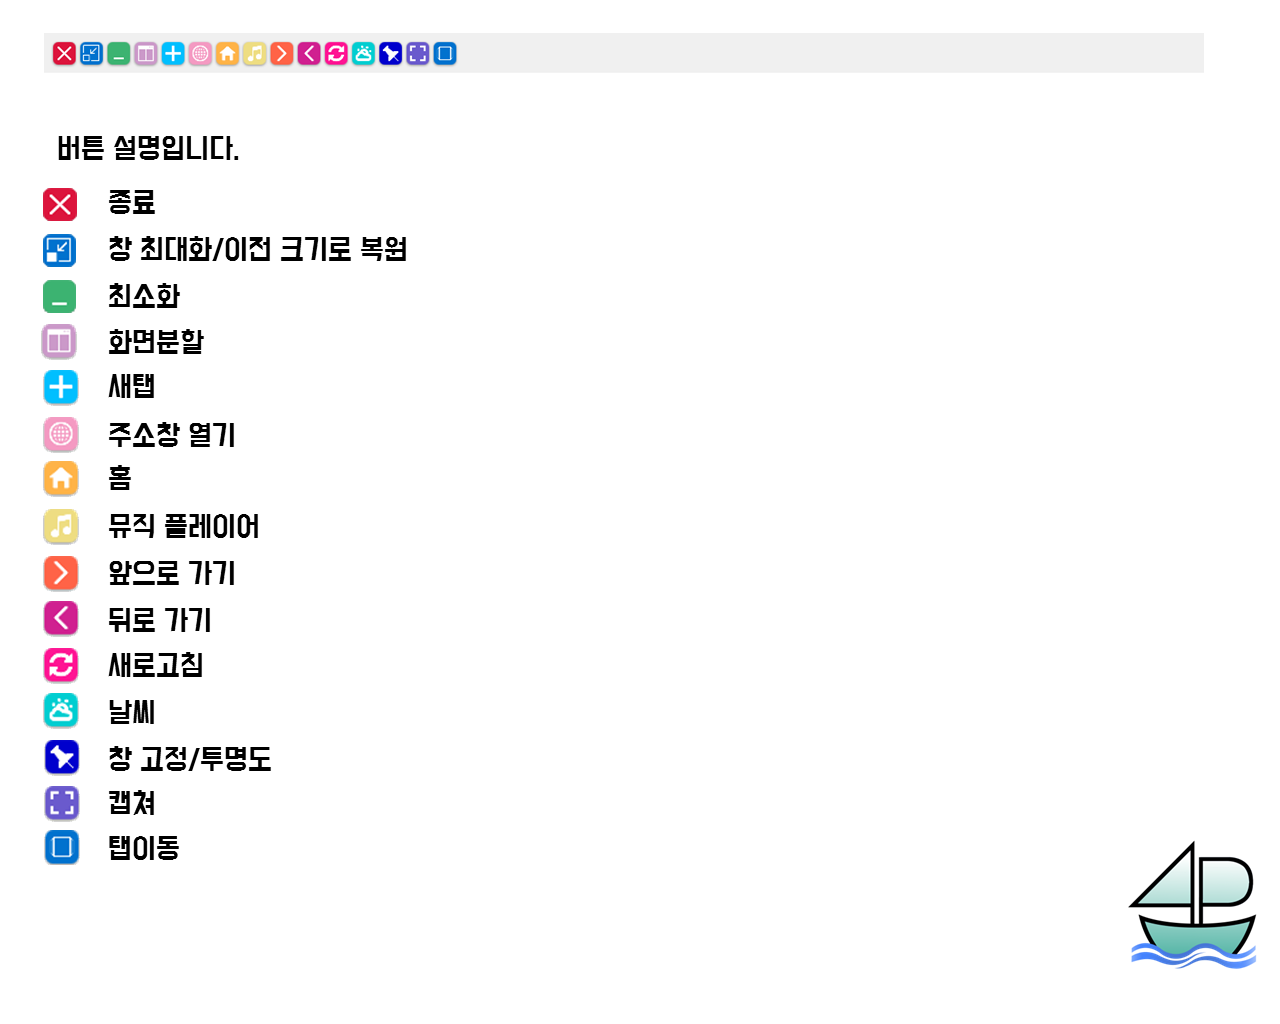 버튼 설명입니다.
종료
창 최대화/이전 크기로 복원
최소화
화면분할
새탭
주소창 열기
홈
뮤직 플레이어
앞으로 가기
뒤로 가기
새로고침
날씨
창 고정/투명도
캡쳐
탭이동